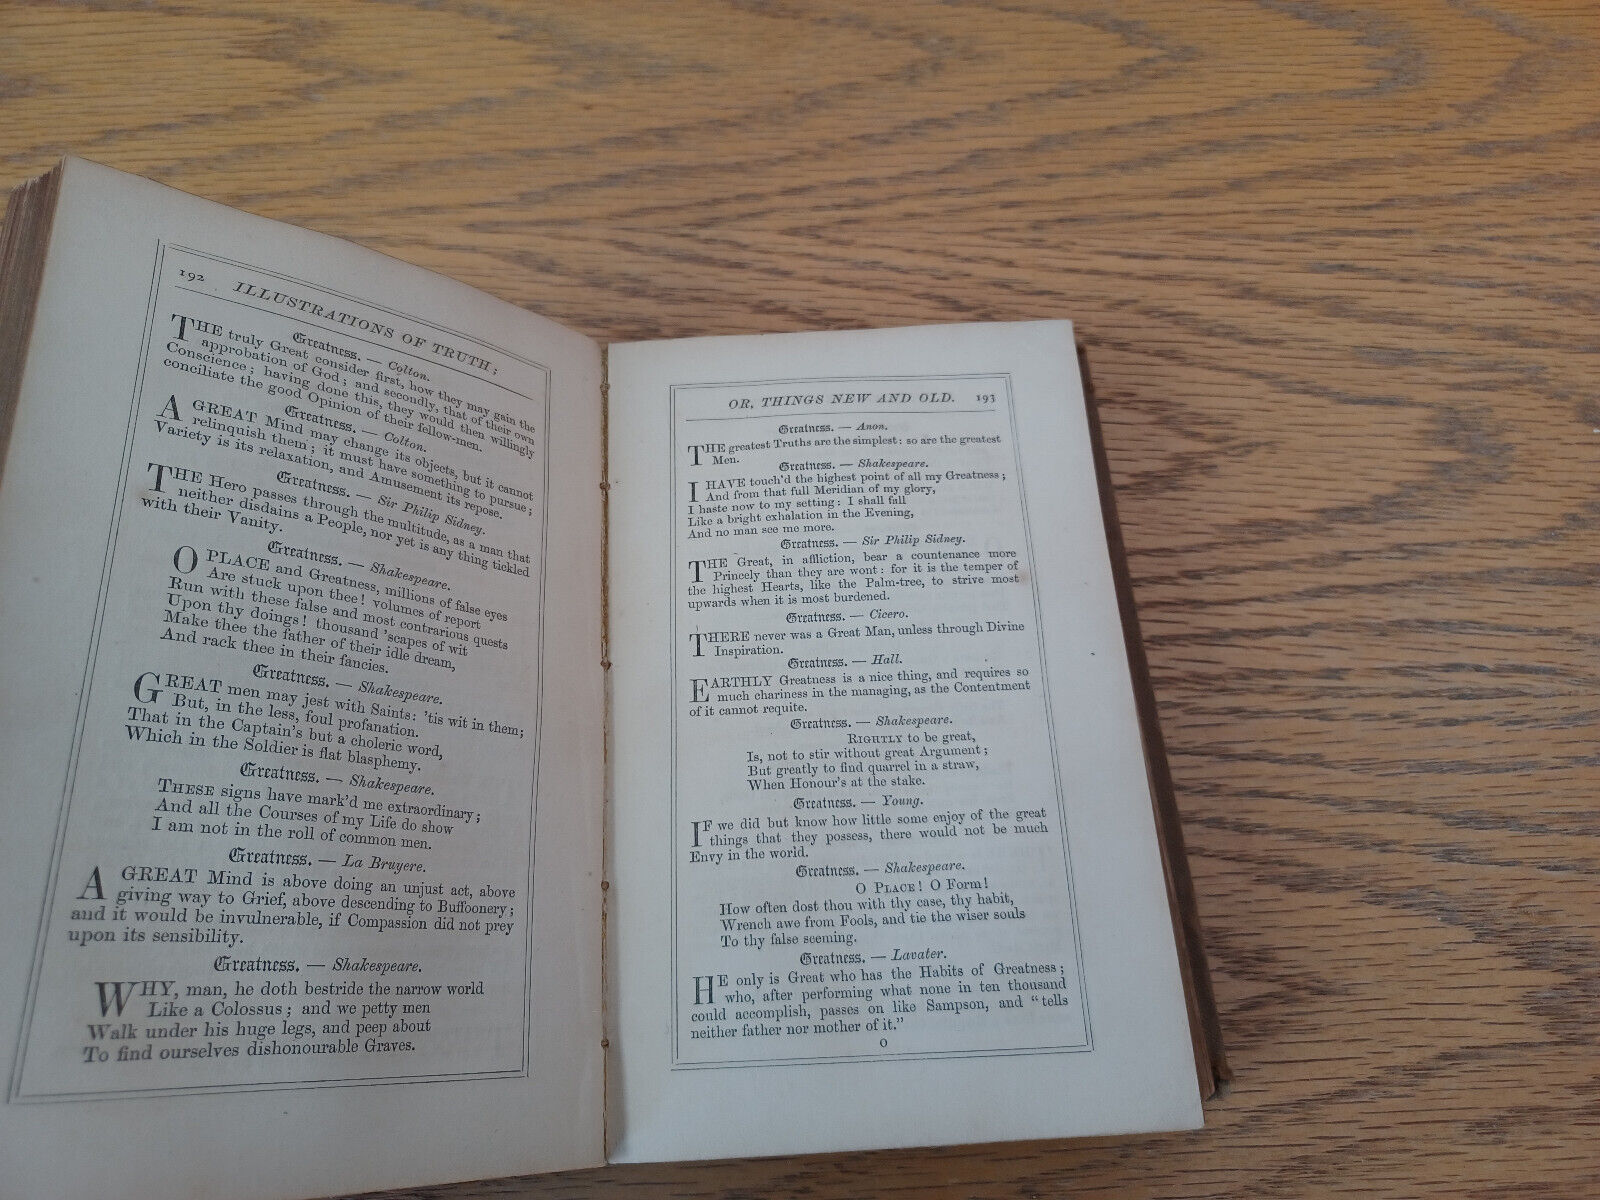 192 ILLUSTRATIONS OF TRUTH;
Greatness. — Colton.
THE truly Great consider first, how they may gain the
approbation of God; and secondly, that of their own
Conscience; having done this, they would then willingly
conciliate the good Opinion of their fellow-men.
Greatness. — Colton.
A GREAT Mind may change its objects, but it cannot
relinquish them; it must have something to pursue;
Variety is its relaxation, and Amusement its repose.
Greatness. — Sir Philip Sidney.
THE Hero passes through the multitude, as a man that
neither disdains a People, nor yet is any thing tickled
with their Vanity.
Greatness. — Shakespeare.
O PLACE and Greatness, millions of false eyes
Are stuck upon thee! volumes of report
Run with these false and most contrarious quests
Upon thy doings! thousand 'scapes of wit
Make thee the father of their idle dream,
And rack thee in their fancies.
Greatness. — Shakespeare.
GREAT men may jest with Saints: 'tis wit in them;
But, in the less, foul profanation.
That in the Captain's but a choleric word,
Which in the Soldier is flat blasphemy.
Greatness. — Shakespeare.
THESE signs have mark'd me extraordinary;
And all the Courses of my Life do show
I am not in the roll of common men.
Greatness. — La Bruyere.
A GREAT Mind is above doing an unjust act, above
giving way to Grief, above descending to Buffoonery;
and it would be invulnerable, if Compassion did not prey
upon its sensibility.
Greatness. — Shakespeare.
WHY, man, he doth bestride the narrow world
Like a Colossus; and we petty men
Walk under his huge legs, and peep about
To find ourselves dishonourable Graves.
OR, THINGS NEW AND OLD. 193
Greatness. — Anon.
THE greatest Truths are the simplest: so are the greatest
Men.
Greatness. — Shakespeare.
I HAVE touch'd the highest point of all my Greatness;
And from that full Meridian of my glory,
I haste now to my setting: I shall fall
Like a bright exhalation in the Evening,
And no man see me more.
Greatness. — Sir Philip Sidney.
THE Great, in affliction, bear a countenance more
Princely than they are wont: for it is the temper of
the highest Hearts, like the Palm-tree, to strive most
upwards when it is most burdened.
Greatness. — Cicero.
THERE never was a Great Man, unless through Divine
Inspiration.
Greatness. — Hall.
EARTHLY Greatness is a nice thing, and requires so
much chariness in the managing, as the Contentment
of it cannot requite.
Greatness. — Shakespeare.
RIGHTLY to be great,
Is, not to stir without great Argument;
But greatly to find quarrel in a straw,
When Honour's at the stake.
Greatness. — Young.
IF we did but know how little some enjoy of the great
things that they possess, there would not be much
Envy in the world.
Greatness. — Shakespeare.
O PLACE! O Form!
How often dost thou with thy case, thy habit,
Wrench awe from Fools, and tie the wiser souls
To thy false seeming.
Greatness. — Lavater.
HE only is Great who has the Habits of Greatness;
who, after performing what none in ten thousand
could accomplish, passes on like Sampson, and "tells
neither father nor mother of it."
O